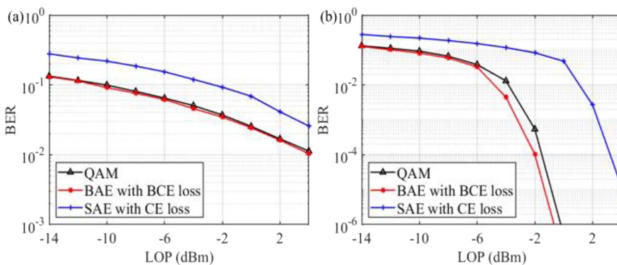 (a)
10^0
10^-1
10^-2
10^-3
BER
QAM
BAE with BCE loss
SAE with CE loss
-14 -10 -6 -2 2
LOP (dBm)
(b)
10^0
10^-2
10^-4
10^-6
BER
QAM
BAE with BCE loss
SAE with CE loss
-14 -10 -6 -2 2
LOP (dBm)